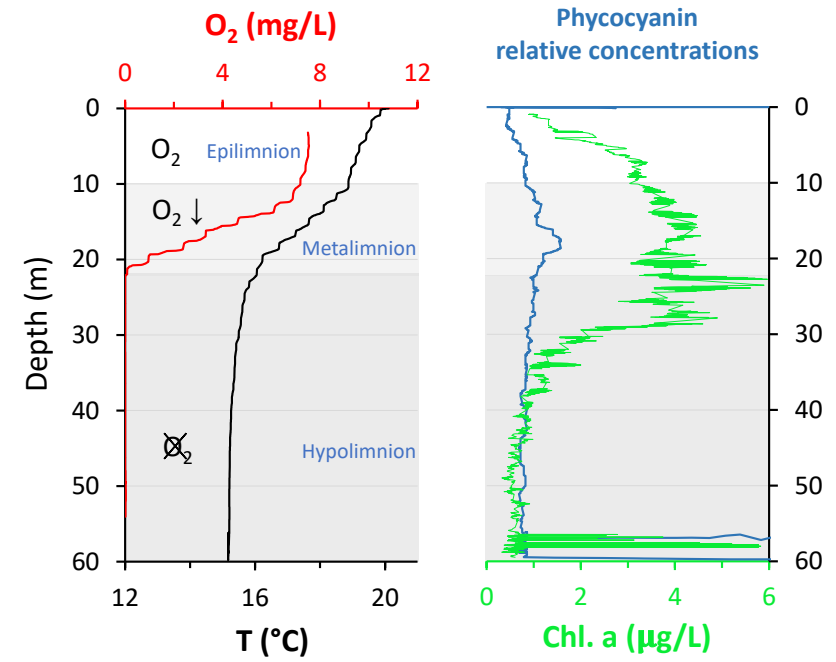 O₂ (mg/L)
0 4 8 12
0
10
20
30
40
50
60
Depth (m)
O₂
Epilimnion
O₂ ↓
Metalimnion
O₂
Hypolimnion
12 16 20
T (°C)
Phycocyanin
relative concentrations
0
10
20
30
40
50
60
0 2 4 6
Chl. a (µg/L)